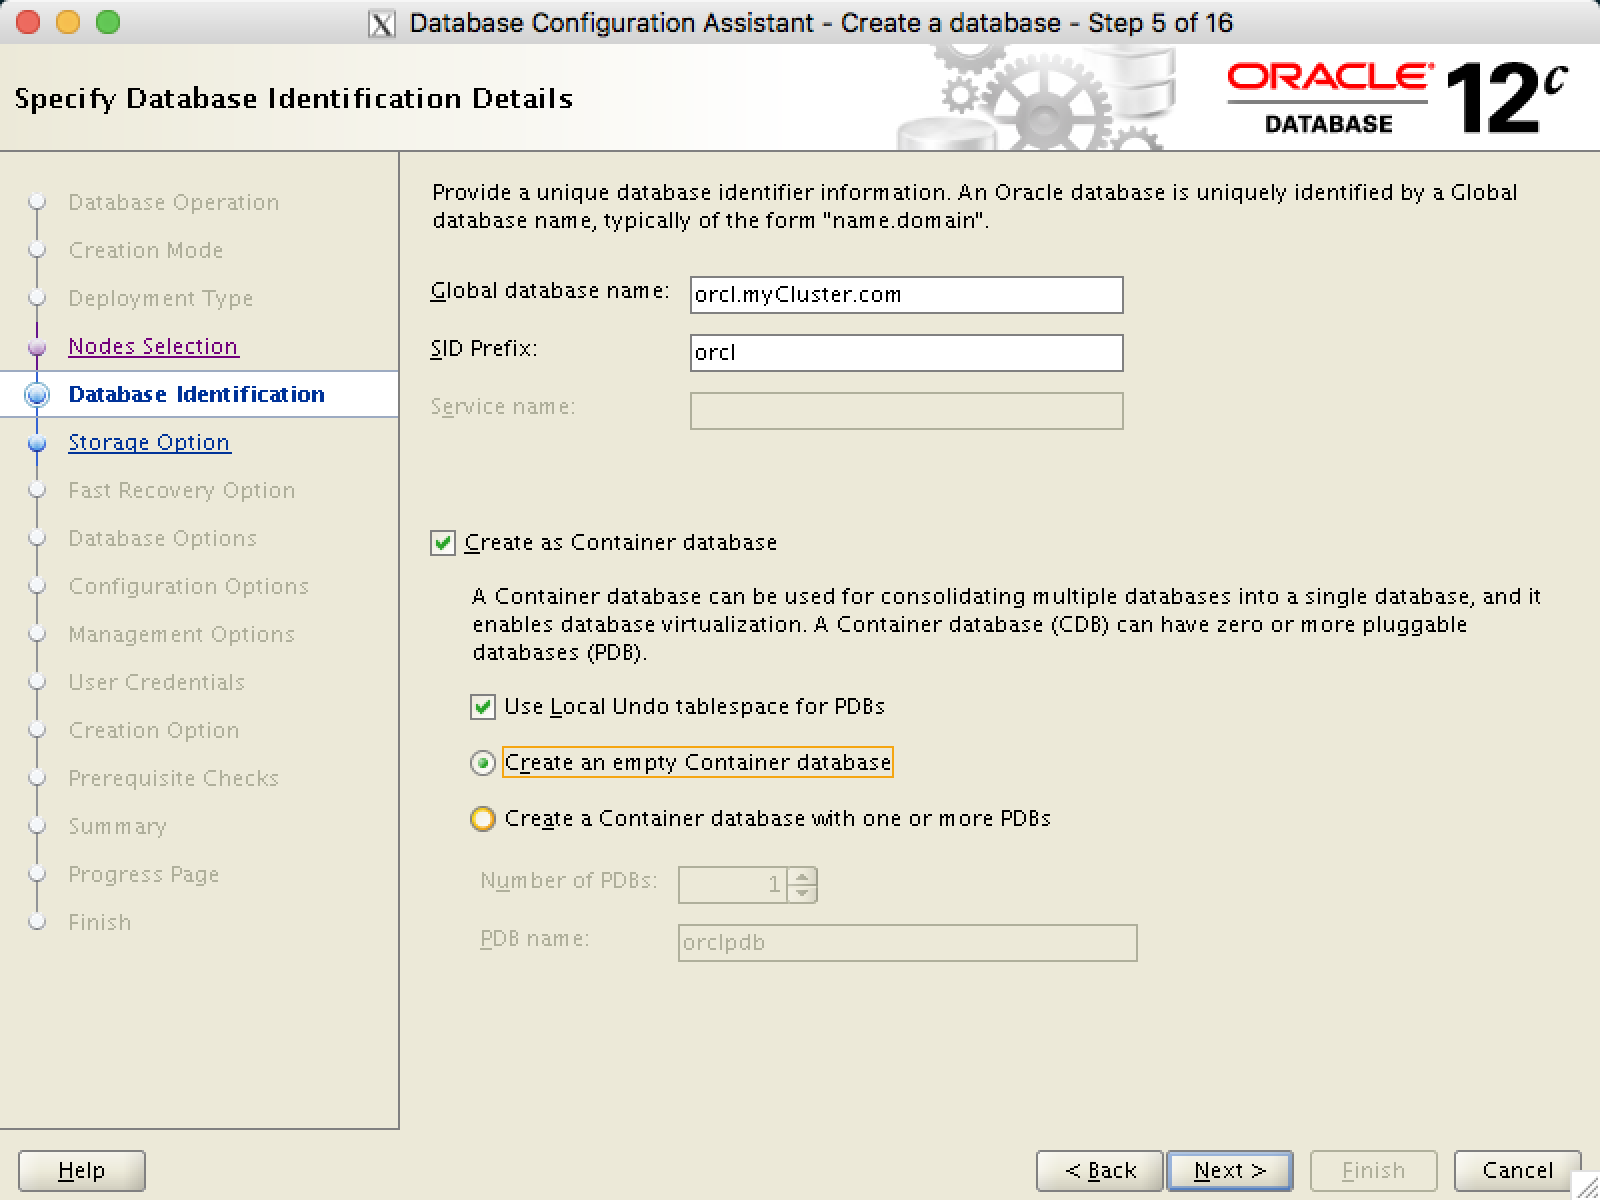 Database Configuration Assistant - Create a database - Step 5 of 16
Specify Database Identification Details
ORACLE
DATABASE
12c
Database Operation
Creation Mode
Deployment Type
Nodes Selection
Database Identification
Storage Option
Fast Recovery Option
Database Options
Configuration Options
Management Options
User Credentials
Creation Option
Prerequisite Checks
Summary
Progress Page
Finish
Provide a unique database identifier information. An Oracle database is uniquely identified by a Global
database name, typically of the form "name.domain".
Global database name: orcl.myCluster.com
SID Prefix: orcl
Service name:
Create as Container database
A Container database can be used for consolidating multiple databases into a single database, and it
enables database virtualization. A Container database (CDB) can have zero or more pluggable
databases (PDB).
Use Local Undo tablespace for PDBs
Create an empty Container database
Create a Container database with one or more PDBs
Number of PDBs: 1
PDB name: orclpdb
Help
< Back
Next >
Finish
Cancel